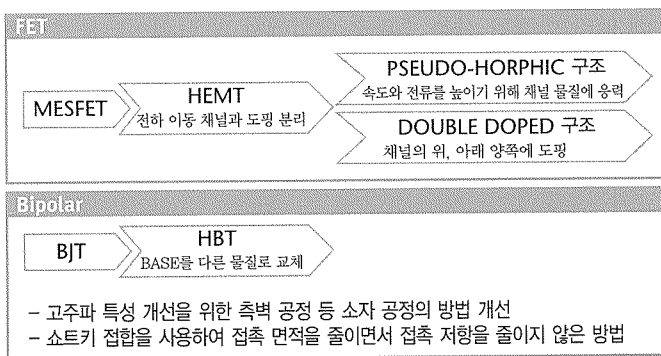 FET
MESFET
HEMT
전하 이동 채널과 도핑 분리
PSEUDO-HORPHIC 구조
속도와 전류를 높이기 위해 채널 물질에 응력
DOUBLE DOPED 구조
채널의 위, 아래 양쪽에 도핑
Bipolar
BJT
HBT
BASE를 다른 물질로 교체
– 고주파 특성 개선을 위한 측벽 공정 등 소자 공정의 방법 개선
– 쇼트키 접합을 사용하여 접촉 면적을 줄이면서 접촉 저항을 줄이지 않은 방법